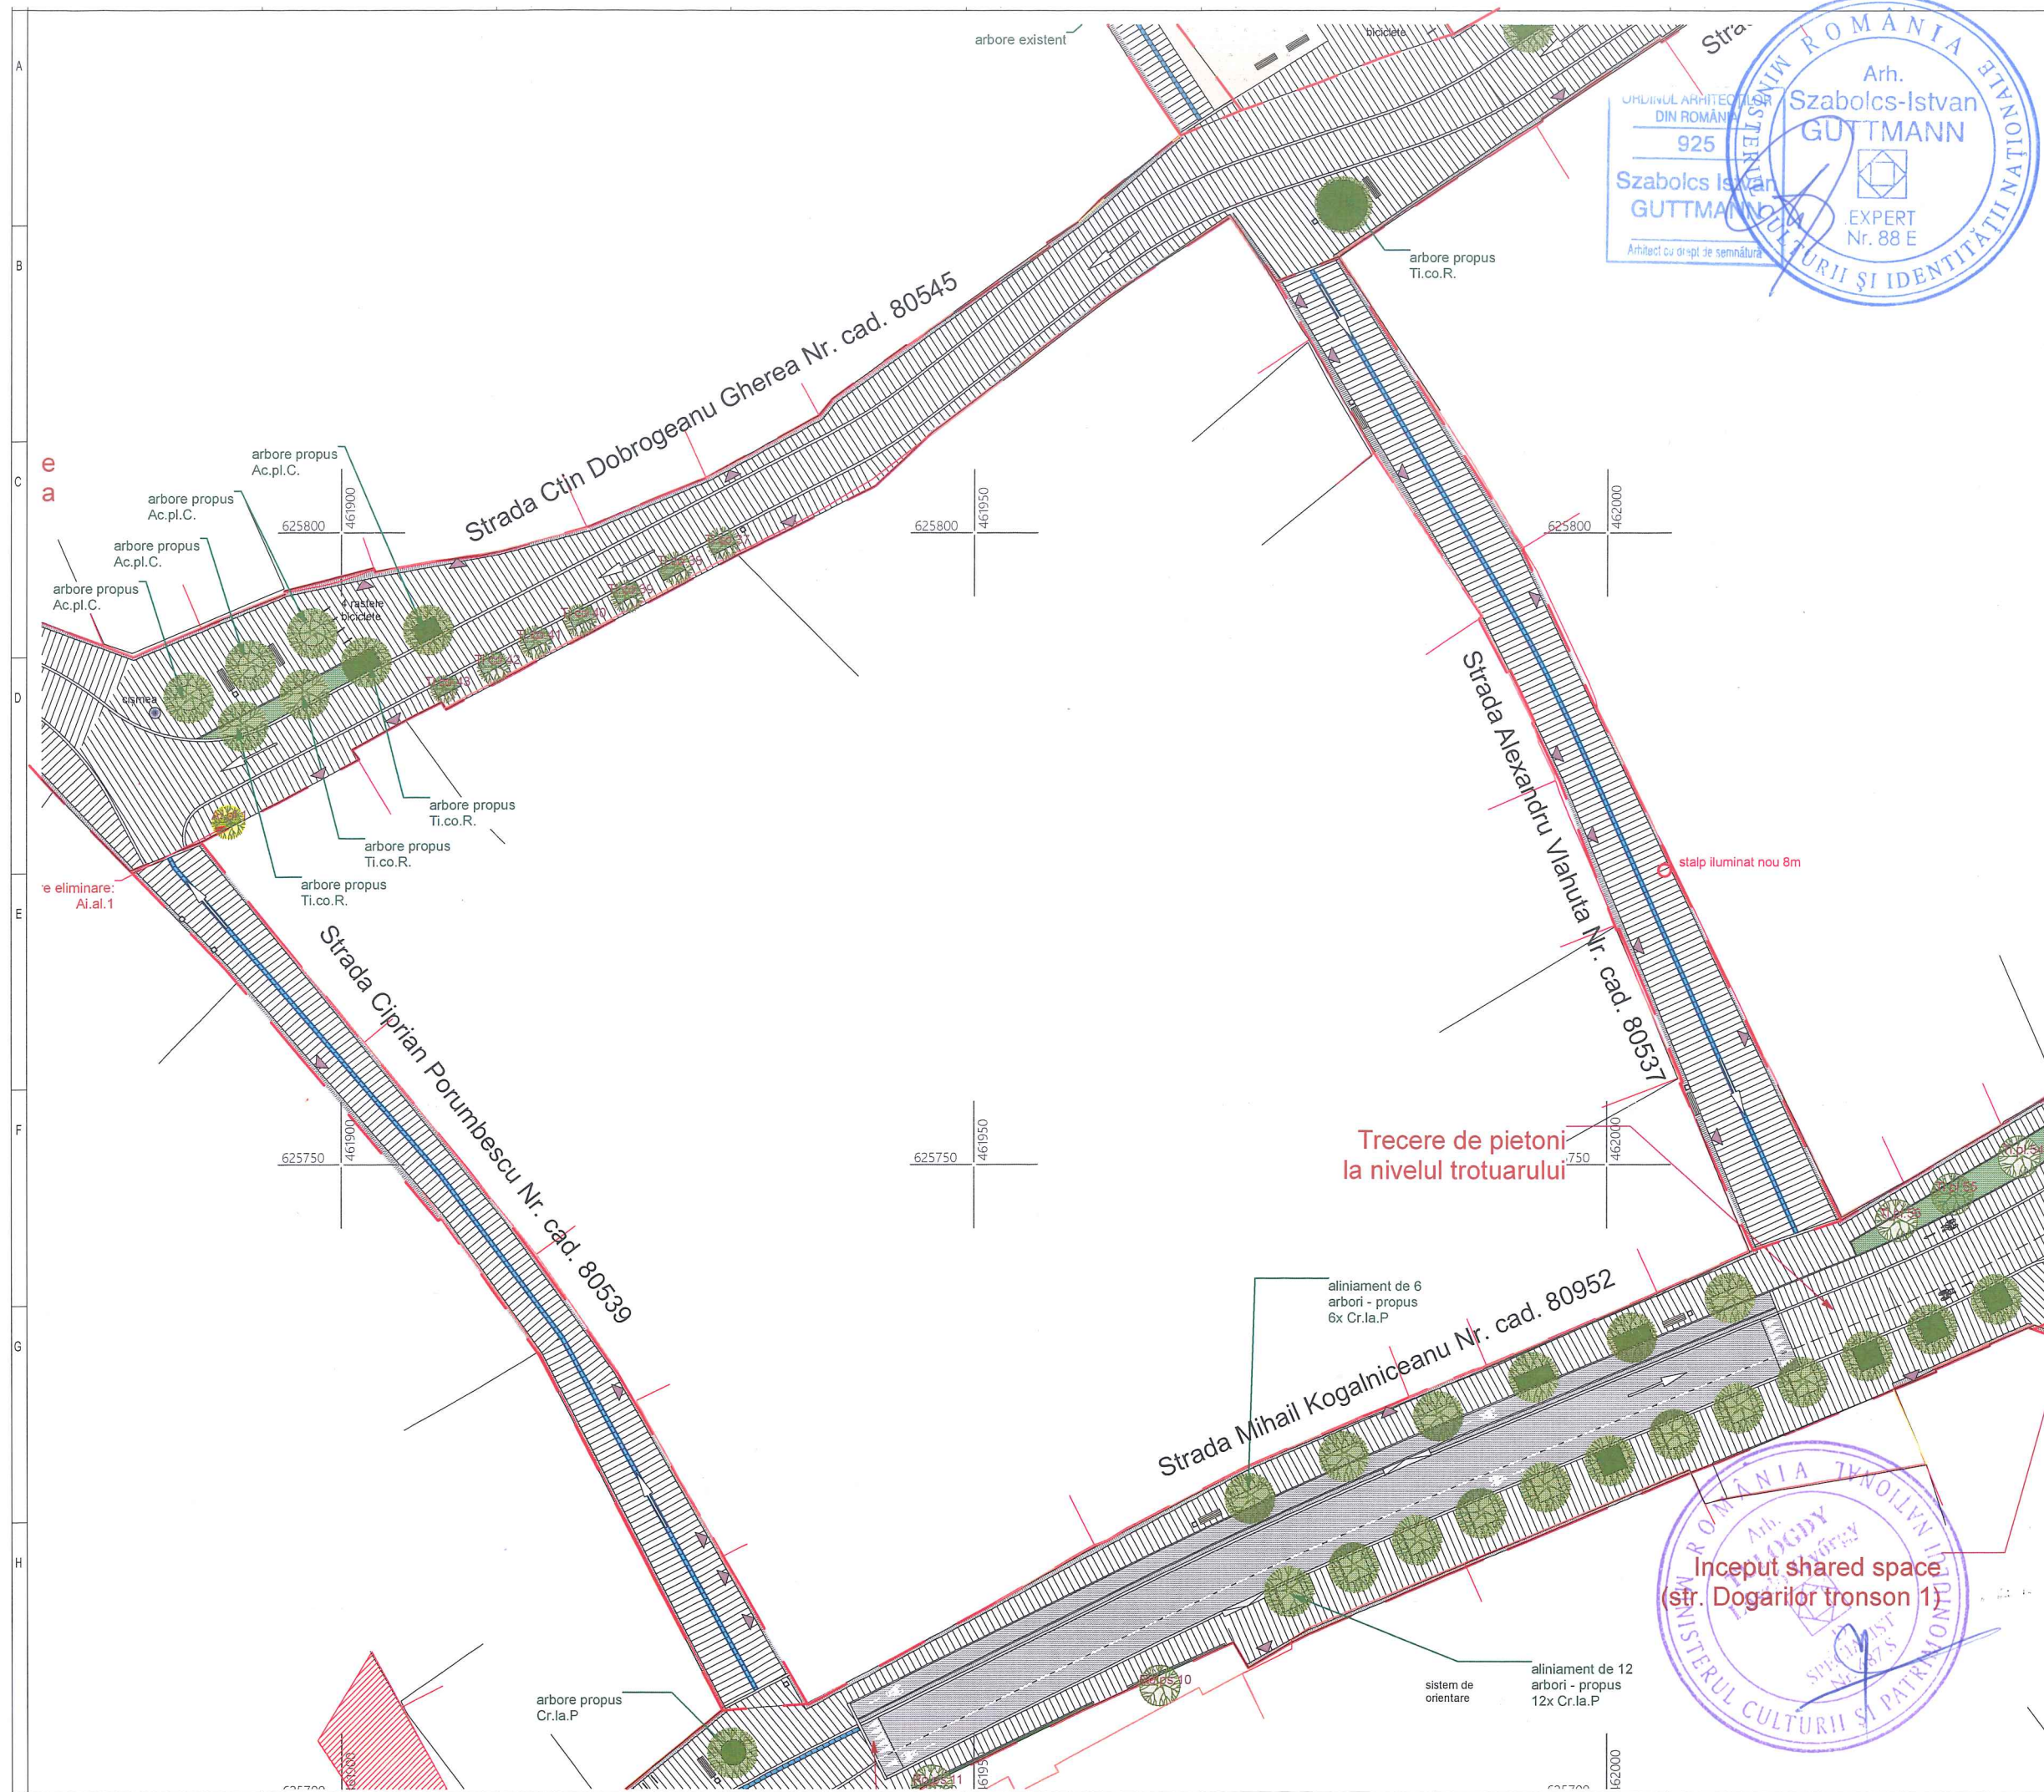 A
B
C
D
E
F
G
H
arbore existent
biciclete
ROMÂNIA
MINISTERUL CULTURII ȘI IDENTITĂȚII NAȚIONALE
Arh.
Szabolcs-Istvan
GUTTMANN
EXPERT
Nr. 88 E
ORDINUL ARHITECȚILOR
DIN ROMÂNIA
925
Szabolcs Istvan
GUTTMANN
Arhitect cu drept de semnătură
arbore propus
Ti.co.R.
Strada Ctin Dobrogeanu Gherea Nr. cad. 80545
e
a
arbore propus
Ac.pl.C.
arbore propus
Ac.pl.C.
arbore propus
Ac.pl.C.
arbore propus
Ac.pl.C.
625800
461900
625800
461950
625800
462000
4 rastele
biciclete
cismea
arbore propus
Ti.co.R.
arbore propus
Ti.co.R.
arbore propus
Ti.co.R.
e eliminare:
Ai.al.1
Strada Alexandru Vlahuta Nr. cad. 80537
stalp iluminat nou 8m
Strada Ciprian Porumbescu Nr. cad. 80539
625750
461900
625750
461950
750
462000
Trecere de pietoni
la nivelul trotuarului
aliniament de 6
arbori - propus
6x Cr.la.P
Strada Mihail Kogalniceanu Nr. cad. 80952
Inceput shared space
(str. Dogarilor tronson 1)
ROMÂNIA
MINISTERUL CULTURII ȘI PATRIMONIULUI NAȚIONAL
Arh.
SPECIALIST
aliniament de 12
arbori - propus
12x Cr.la.P
sistem de
orientare
arbore propus
Cr.la.P
461900
462000